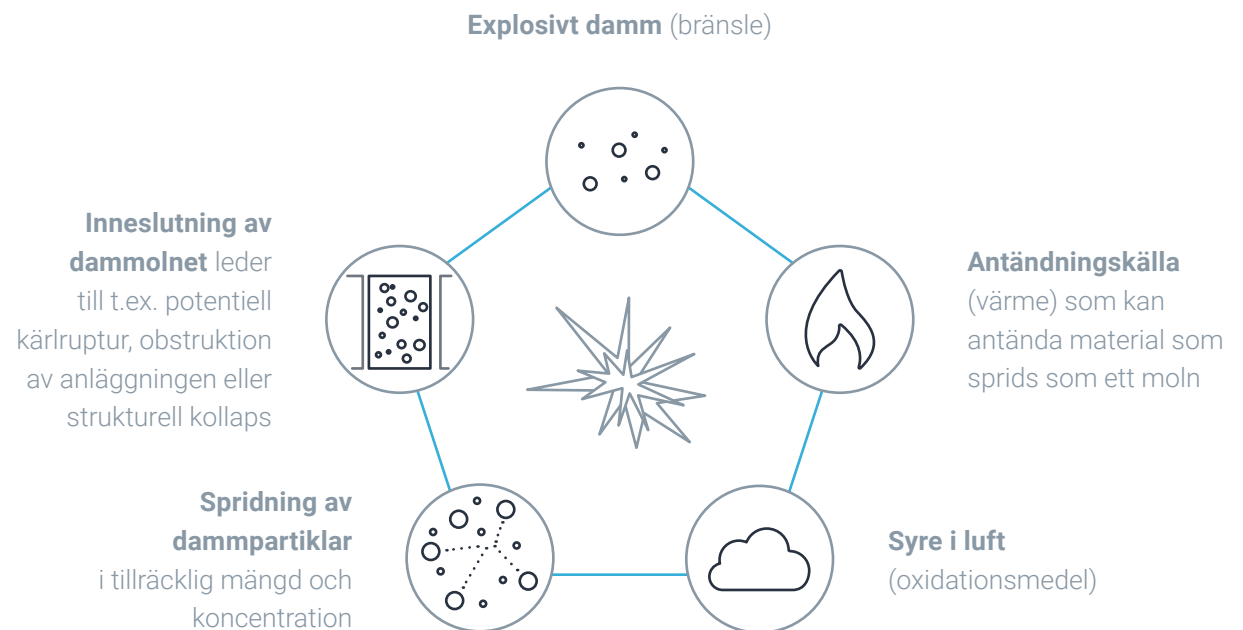 Explosivt damm (bränsle)
Inneslutning av
dammolnet leder
till t.ex. potentiell
kärlruptur, obstruktion
av anläggningen eller
strukturell kollaps
Antändningskälla
(värme) som kan
antända material som
sprids som ett moln
Spridning av
dammpartiklar
i tillräcklig mängd och
koncentration
Syre i luft
(oxidationsmedel)